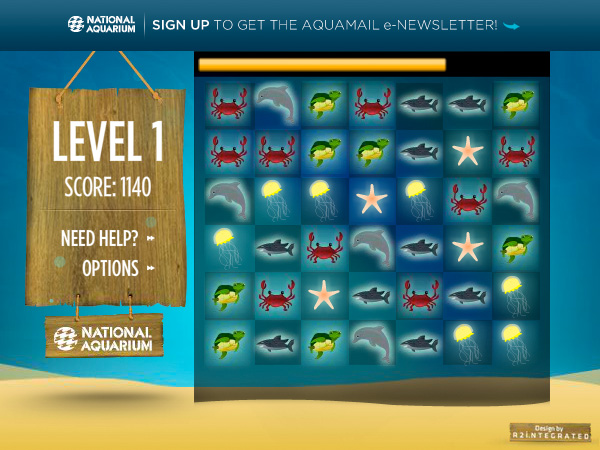 NATIONAL
AQUARIUM
SIGN UP TO GET THE AQUAMAIL e-NEWSLETTER!
LEVEL 1
SCORE: 1140
NEED HELP?
OPTIONS
NATIONAL
AQUARIUM
Design by
R2INTEGRATED